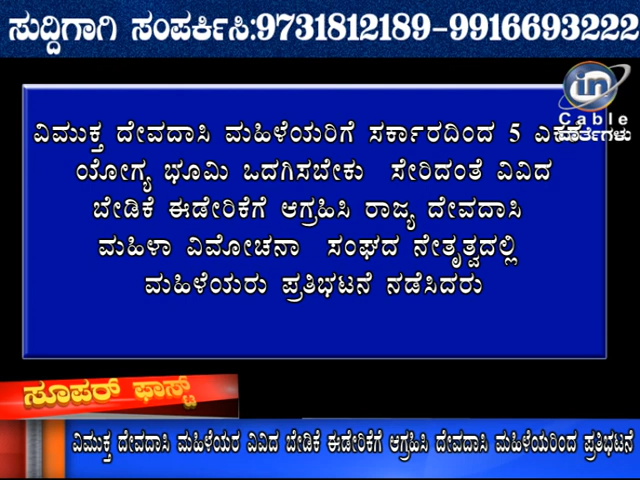 ಸುದ್ದಿಗಾಗಿ ಸಂಪರ್ಕಿಸಿ:9731812189-9916693222
in
Cable
ವಿಮುಕ್ತ ದೇವದಾಸಿ ಮಹಿಳೆಯರಿಗೆ ಸರ್ಕಾರದಿಂದ 5
ಯೋಗ್ಯ ಭೂಮಿ ಒದಗಿಸಬೇಕು ಸೇರಿದಂತೆ ವಿವಿದ
ಬೇಡಿಕೆ ಈಡೇರಿಕೆಗೆ ಆಗ್ರಹಿಸಿ ರಾಜ್ಯ ದೇವದಾಸಿ
ಮಹಿಳಾ ವಿಮೋಚನಾ ಸಂಘದ ನೇತೃತ್ವದಲ್ಲಿ
ಮಹಿಳೆಯರು ಪ್ರತಿಭಟನೆ ನಡೆಸಿದರು
ಸೂಪರ್ ಫಾಸ್ಟ್
ವಿಮುಕ್ತ ದೇವದಾಸಿ ಮಹಿಳೆಯರ ವಿವಿದ ಬೇಡಿಕೆ ಈಡೇರಿಕೆಗೆ ಆಗ್ರಹಿಸಿ ದೇವದಾಸಿ ಮಹಿಳೆಯರಿಂದ ಪ್ರತಿಭಟನೆ